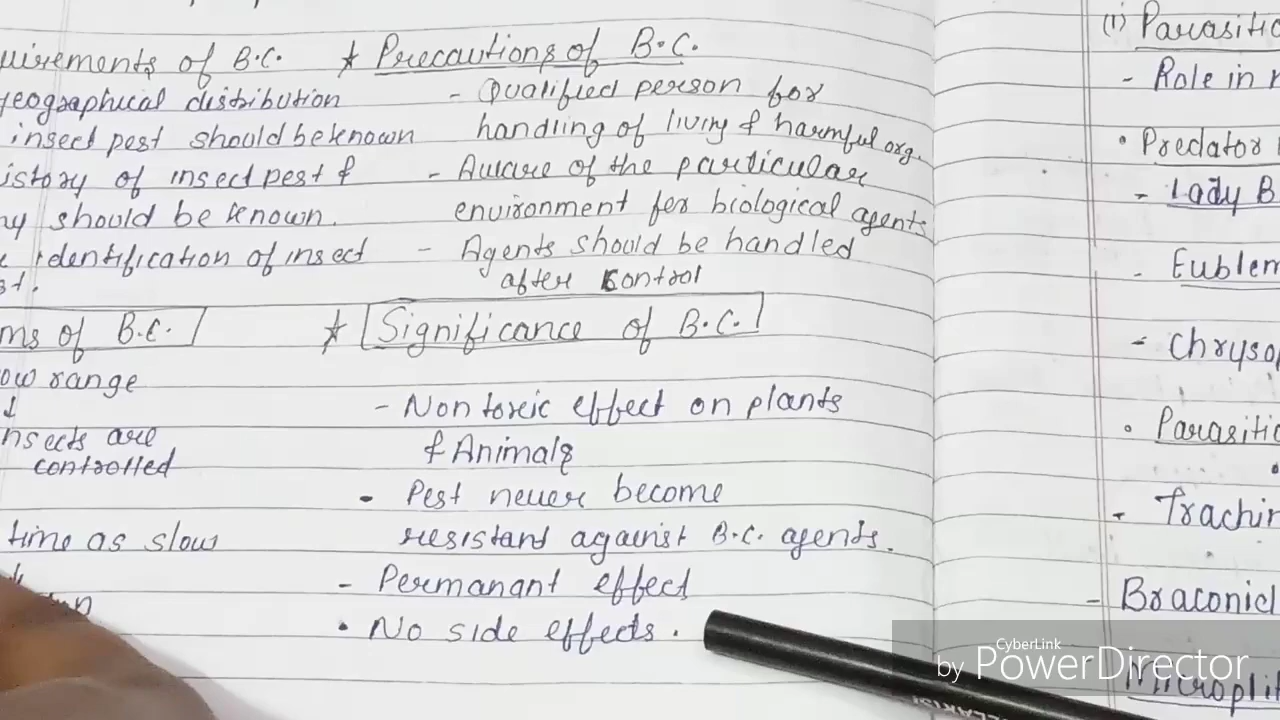 uirements of B.C.
geographical distribution
insect pest should be known
istory of insect pest &
ny should be known.
identification of insect
st.
ms of B.C.
ow range
nsects are
controlled
time as slow
★ Precautions of B.C.
- Qualified person for
handling of living & harmful org.
- Aware of the particular
environment for biological agents
- Agents should be handled
after control
★ Significance of B.C.
- Non toxic effect on plants
& Animals
- Pest never become
resistant against B.C. agents.
- Permanant effect
• No side effects.
(1) Parasitic
- Role in
• Predator
- Lady B
- Eublem
- Chryso
• Parasitic
- Trachin
- Braconid
Microplit
CyberLink
by PowerDirector